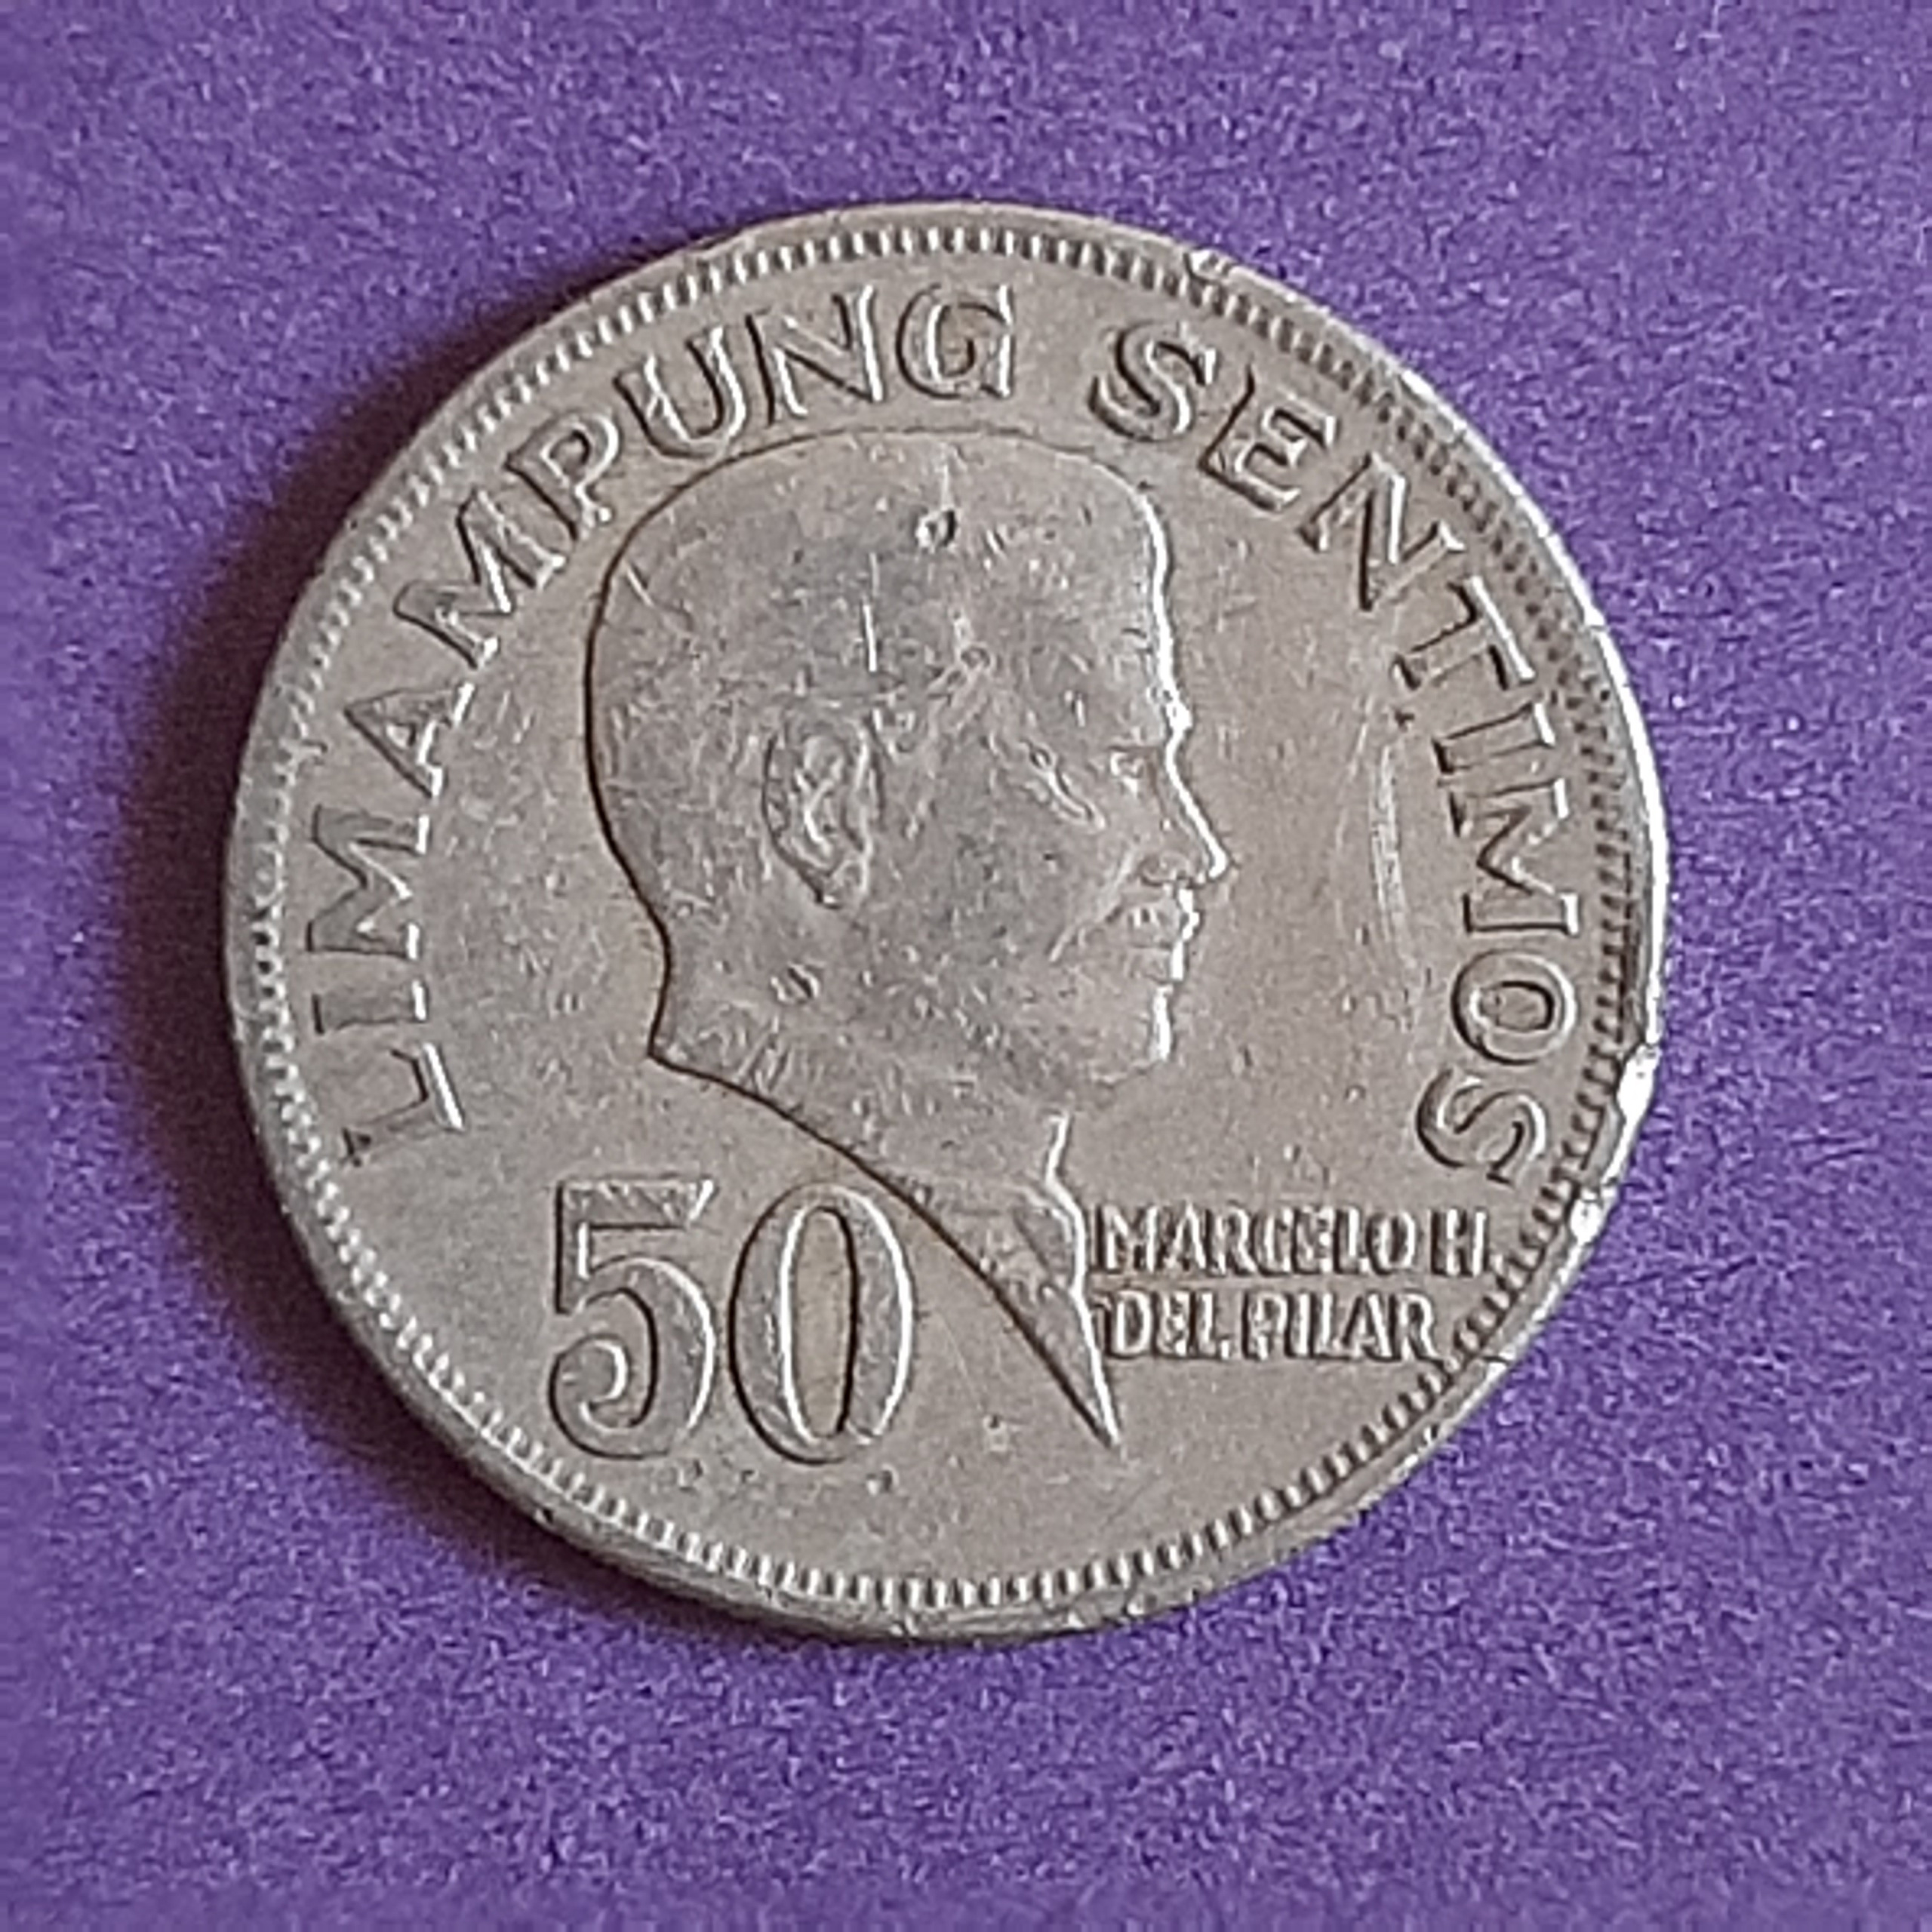 LIMAMPUNG SENTIMOS
50
MARCELO H.
DEL PILAR